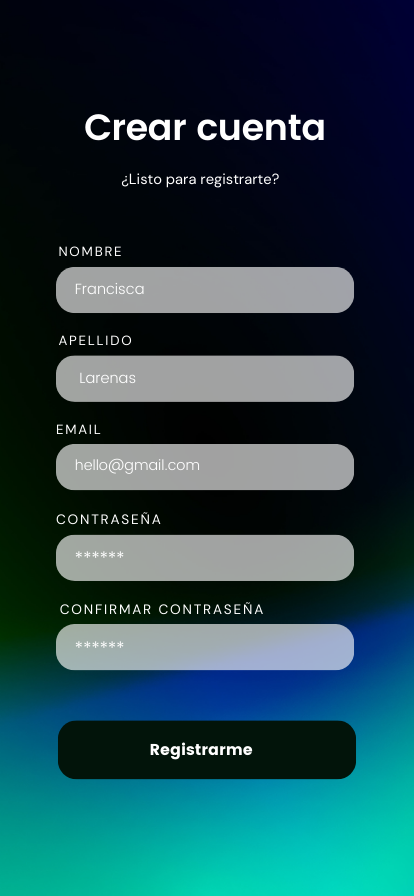 Crear cuenta
¿Listo para registrarte?
NOMBRE
Francisca
APELLIDO
Larenas
EMAIL
hello@gmail.com
CONTRASEÑA
******
CONFIRMAR CONTRASEÑA
******
Registrarme